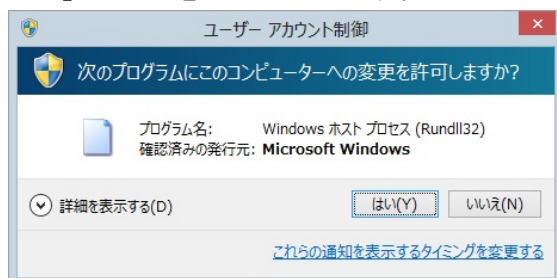 ユーザー アカウント制御
次のプログラムにこのコンピューターへの変更を許可しますか?
プログラム名: Windows ホスト プロセス (Rundll32)
確認済みの発行元: Microsoft Windows
詳細を表示する(D)
はい(Y) いいえ(N)
これらの通知を表示するタイミングを変更する